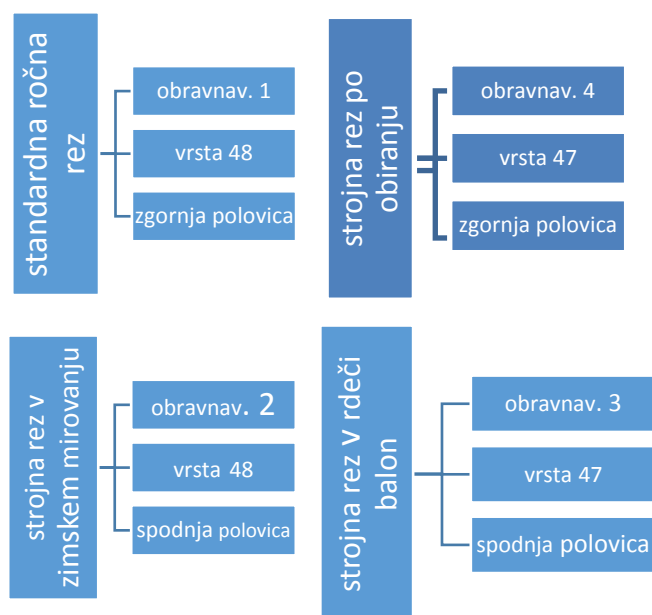 standardna ročna
rez
obravnav. 1
vrsta 48
zgornja polovica
strojna rez po
obiranju
obravnav. 4
vrsta 47
zgornja polovica
strojna rez v
zimskem mirovanju
obravnav. 2
vrsta 48
spodnja polovica
strojna rez v rdeči
balon
obravnav. 3
vrsta 47
spodnja polovica